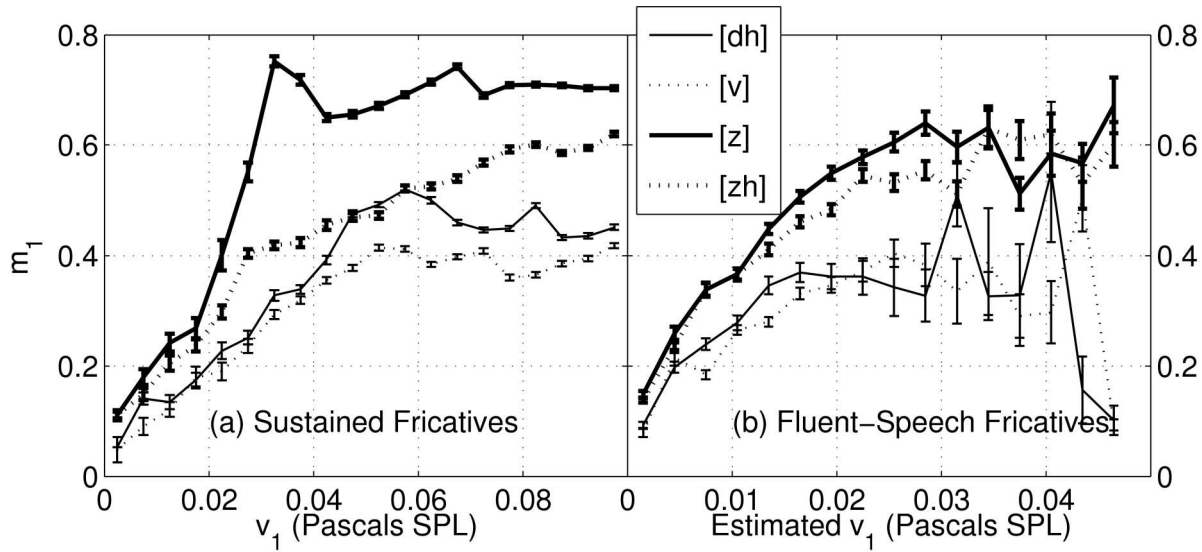 0.8
0.6
0.4
0.2
0
m1
0
0.02
0.04
0.06
0.08
v1 (Pascals SPL)
(a) Sustained Fricatives
[dh]
[v]
[z]
[zh]
0
0.01
0.02
0.03
0.04
Estimated v1 (Pascals SPL)
(b) Fluent−Speech Fricatives
0.8
0.6
0.4
0.2
0